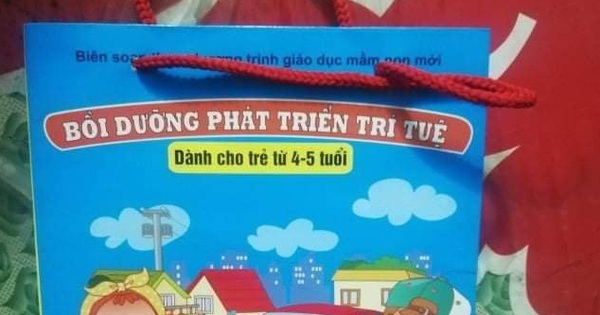 Biên soạn trình giáo dục mầm non mới
BỒI DƯỠNG PHÁT TRIỂN TRÍ TUỆ
Dành cho trẻ từ 4-5 tuổi